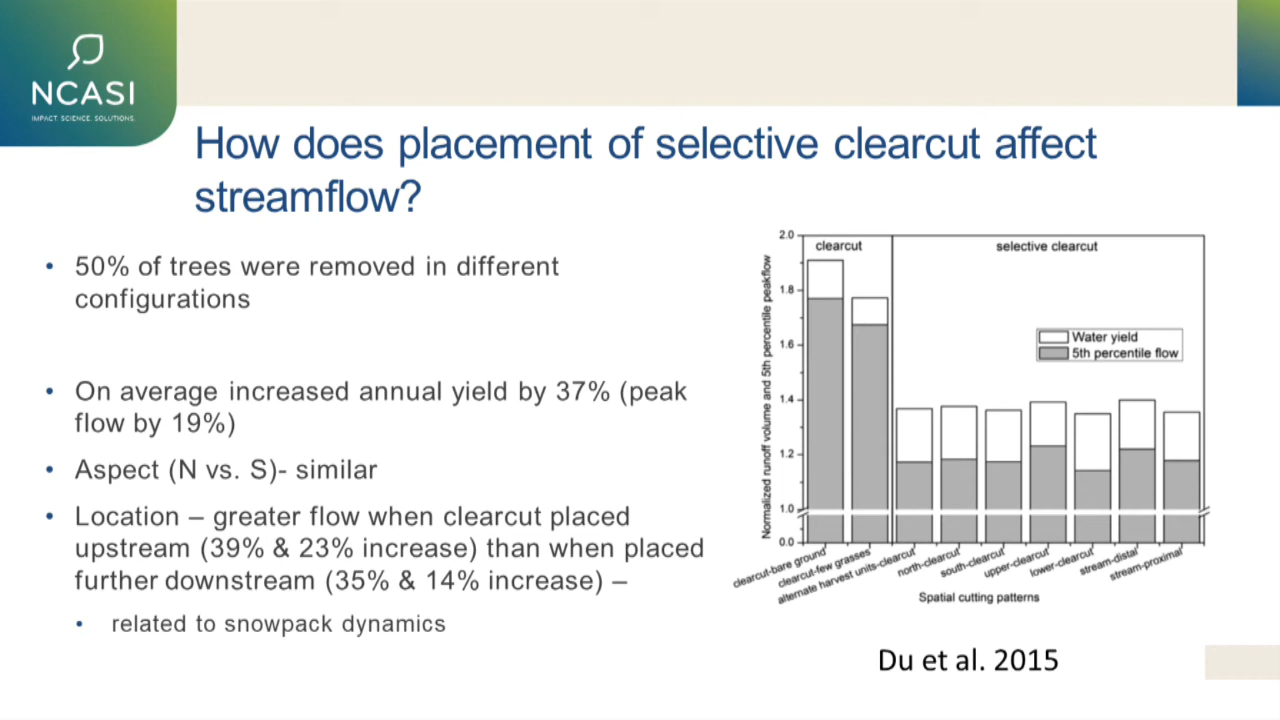 NCASI
IMPACT. SCIENCE. SOLUTIONS.
How does placement of selective clearcut affect
streamflow?
• 50% of trees were removed in different
configurations
• On average increased annual yield by 37% (peak
flow by 19%)
• Aspect (N vs. S)- similar
• Location – greater flow when clearcut placed
upstream (39% & 23% increase) than when placed
further downstream (35% & 14% increase) –
• related to snowpack dynamics
Normalized runoff volume and 5th percentile peakflow
2.0
1.8
1.6
1.4
1.2
1.0
0.0
clearcut
selective clearcut
Water yield
5th percentile flow
clearcut-bare ground
clearcut-few grasses
alternate harvest units-clearcut
north-clearcut
south-clearcut
upper-clearcut
lower-clearcut
stream-distal
stream-proximal
Spatial cutting patterns
Du et al. 2015